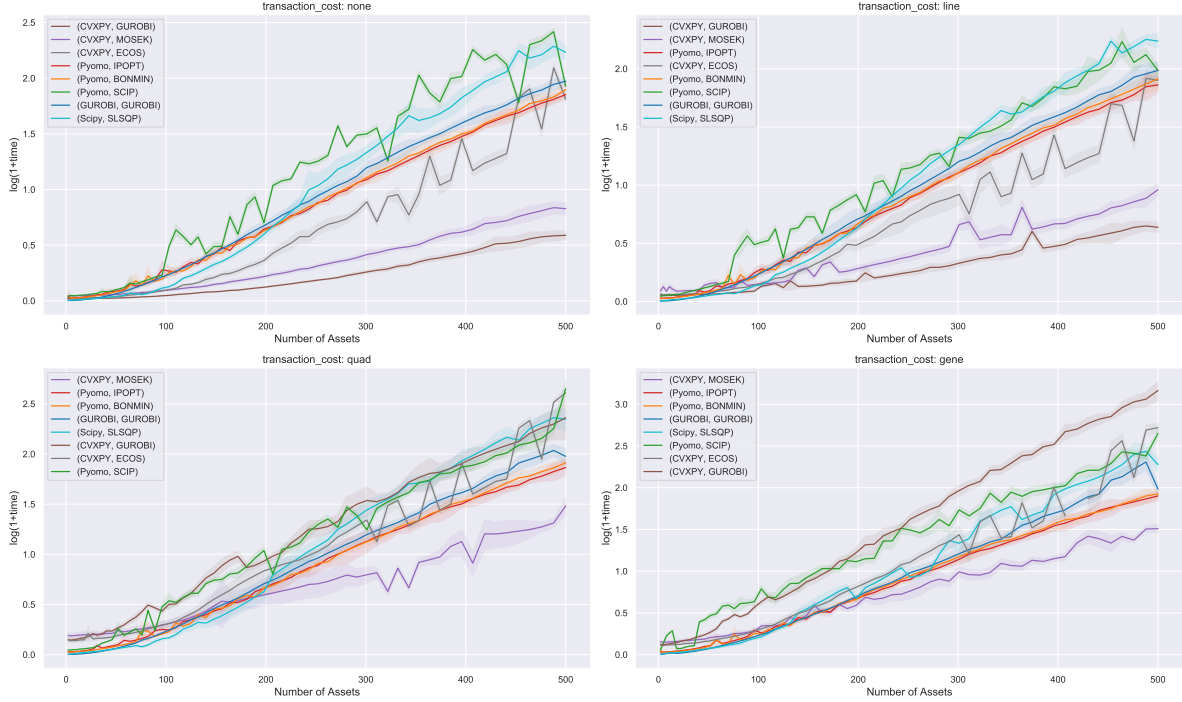 transaction_cost: none
(CVXPY, GUROBI)
(CVXPY, MOSEK)
(CVXPY, ECOS)
(Pyomo, IPOPT)
(Pyomo, BONMIN)
(Pyomo, SCIP)
(GUROBI, GUROBI)
(Scipy, SLSQP)
log(1+time)
2.5
2.0
1.5
1.0
0.5
0.0
0
100
200
300
400
500
Number of Assets
transaction_cost: line
(CVXPY, GUROBI)
(CVXPY, MOSEK)
(Pyomo, IPOPT)
(CVXPY, ECOS)
(Pyomo, BONMIN)
(Pyomo, SCIP)
(GUROBI, GUROBI)
(Scipy, SLSQP)
log(1+time)
2.0
1.5
1.0
0.5
0.0
0
100
200
300
400
500
Number of Assets
transaction_cost: quad
(CVXPY, MOSEK)
(Pyomo, IPOPT)
(Pyomo, BONMIN)
(GUROBI, GUROBI)
(Scipy, SLSQP)
(CVXPY, GUROBI)
(CVXPY, ECOS)
(Pyomo, SCIP)
log(1+time)
2.5
2.0
1.5
1.0
0.5
0.0
0
100
200
300
400
500
Number of Assets
transaction_cost: gene
(CVXPY, MOSEK)
(Pyomo, IPOPT)
(Pyomo, BONMIN)
(GUROBI, GUROBI)
(Scipy, SLSQP)
(Pyomo, SCIP)
(CVXPY, ECOS)
(CVXPY, GUROBI)
log(1+time)
3.0
2.5
2.0
1.5
1.0
0.5
0.0
0
100
200
300
400
500
Number of Assets